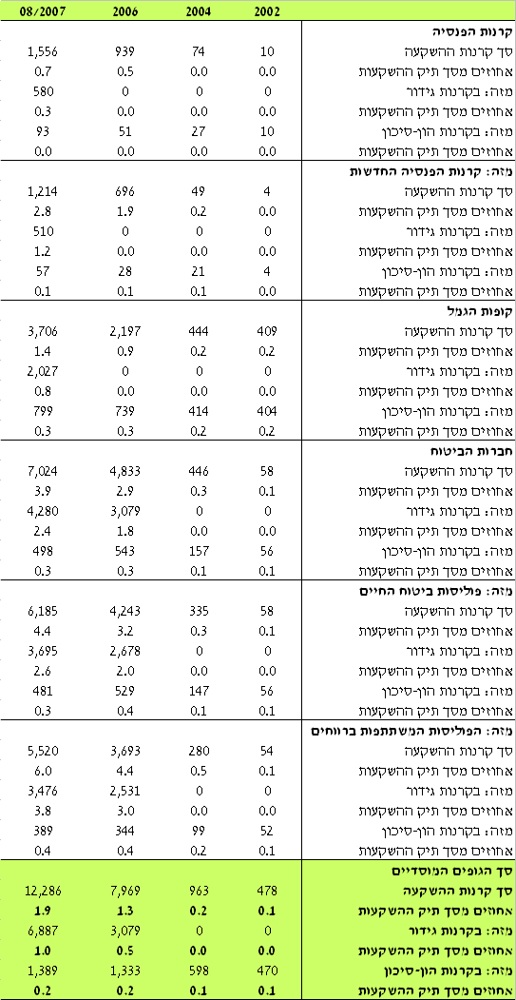 2002 2004 2006 08/2007
קרנות הפנסיה
סך קרנות ההשקעה 10 74 939 1,556
אחוזים מסך תיק ההשקעות 0.0 0.0 0.5 0.7
מזה: בקרנות גידור 0 0 0 580
אחוזים מסך תיק ההשקעות 0.0 0.0 0.0 0.3
מזה: בקרנות הון-סיכון 10 27 51 93
אחוזים מסך תיק ההשקעות 0.0 0.0 0.0 0.0
מזה: קרנות הפנסיה החדשות
סך קרנות ההשקעה 4 49 696 1,214
אחוזים מסך תיק ההשקעות 0.0 0.2 1.9 2.8
מזה: בקרנות גידור 0 0 0 510
אחוזים מסך תיק ההשקעות 0.0 0.0 0.0 1.2
מזה: בקרנות הון-סיכון 4 21 28 57
אחוזים מסך תיק ההשקעות 0.0 0.1 0.1 0.1
קופות הגמל
סך קרנות ההשקעה 409 444 2,197 3,706
אחוזים מסך תיק ההשקעות 0.2 0.2 0.9 1.4
מזה: בקרנות גידור 0 0 0 2,027
אחוזים מסך תיק ההשקעות 0.0 0.0 0.0 0.8
מזה: בקרנות הון-סיכון 404 414 739 799
אחוזים מסך תיק ההשקעות 0.2 0.2 0.3 0.3
חברות הביטוח
סך קרנות ההשקעה 58 446 4,833 7,024
אחוזים מסך תיק ההשקעות 0.1 0.3 2.9 3.9
מזה: בקרנות גידור 0 0 3,079 4,280
אחוזים מסך תיק ההשקעות 0.0 0.0 1.8 2.4
מזה: בקרנות הון-סיכון 56 157 543 498
אחוזים מסך תיק ההשקעות 0.1 0.1 0.3 0.3
מזה: פוליסות ביטוח החיים
סך קרנות ההשקעה 58 335 4,243 6,185
אחוזים מסך תיק ההשקעות 0.1 0.3 3.2 4.4
מזה: בקרנות גידור 0 0 2,678 3,695
אחוזים מסך תיק ההשקעות 0.0 0.0 2.0 2.6
מזה: בקרנות הון-סיכון 56 147 529 481
אחוזים מסך תיק ההשקעות 0.1 0.1 0.4 0.3
מזה: הפוליסות המשתתפות ברווחים
סך קרנות ההשקעה 54 280 3,693 5,520
אחוזים מסך תיק ההשקעות 0.1 0.5 4.4 6.0
מזה: בקרנות גידור 0 0 2,531 3,476
אחוזים מסך תיק ההשקעות 0.0 0.0 3.0 3.8
מזה: בקרנות הון-סיכון 52 99 344 389
אחוזים מסך תיק ההשקעות 0.1 0.2 0.4 0.4
סך הגופים המוסדיים
סך קרנות ההשקעה 478 963 7,969 12,286
אחוזים מסך תיק ההשקעות 0.1 0.2 1.3 1.9
מזה: בקרנות גידור 0 0 3,079 6,887
אחוזים מסך תיק ההשקעות 0.0 0.0 0.5 1.0
מזה: בקרנות הון-סיכון 470 598 1,333 1,389
אחוזים מסך תיק ההשקעות 0.1 0.1 0.2 0.2